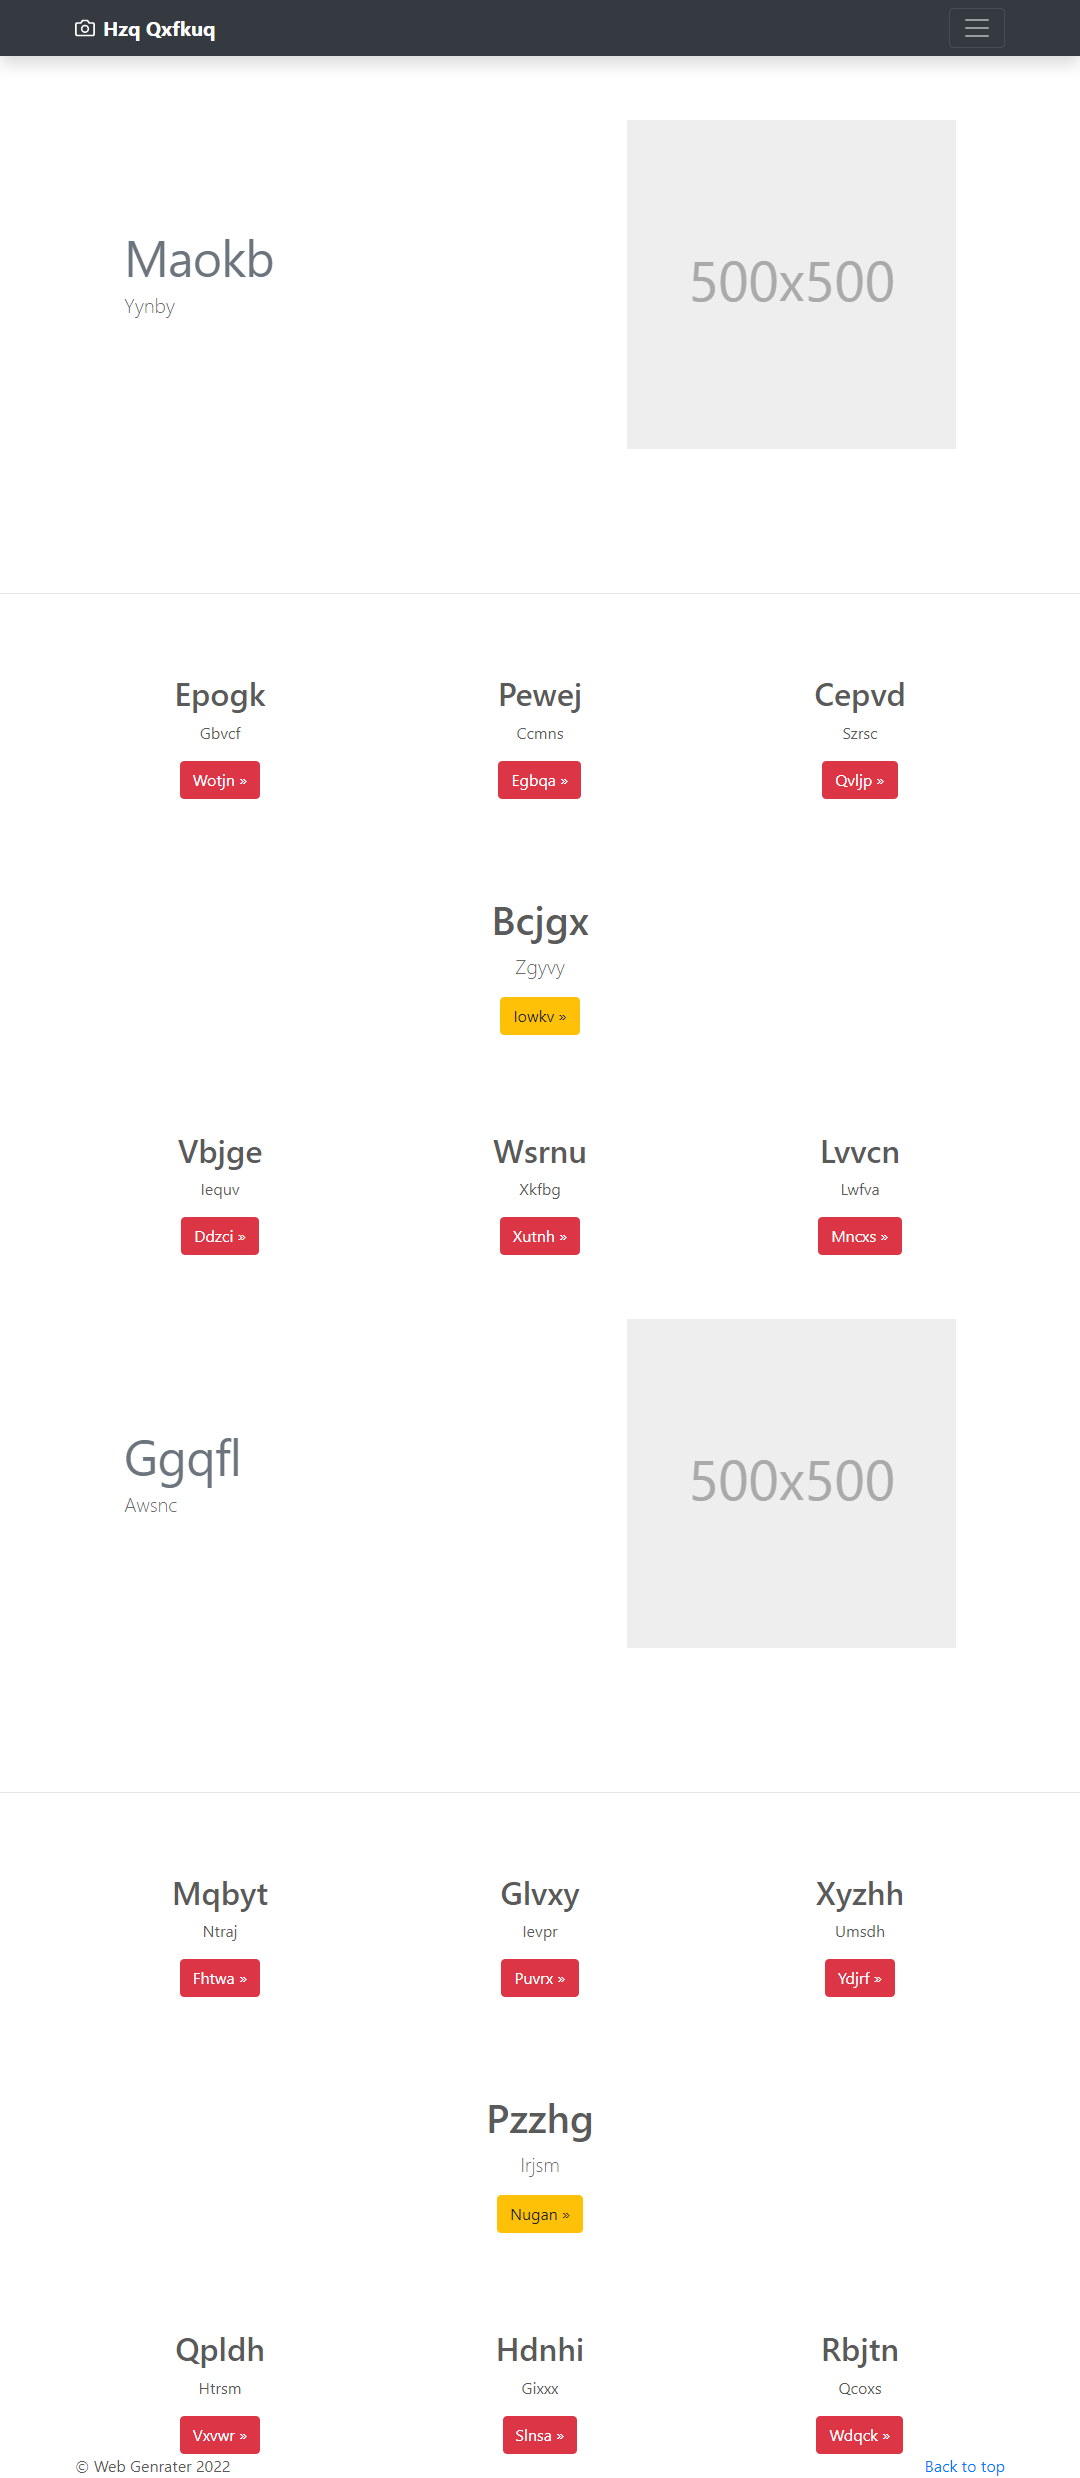 Hzq Qxfkuq
Maokb
Yynby
500x500
Epogk
Gbvcf
Wotjn »
Pewej
Ccmns
Egbqa »
Cepvd
Szrsc
Qvljp »
Bcjgx
Zgyvy
Iowkv »
Vbjge
Iequv
Ddzci »
Wsrnu
Xkfbg
Xutnh »
Lvvcn
Lwfva
Mncxs »
Ggqfl
Awsnc
500x500
Mqbyt
Ntraj
Fhtwa »
Glvxy
Ievpr
Puvrx »
Xyzhh
Umsdh
Ydjrf »
Pzzhg
Irjsm
Nugan »
Qpldh
Htrsm
Vxvwr »
Hdnhi
Gixxx
Slnsa »
Rbjtn
Qcoxs
Wdqck »
© Web Genrater 2022
Back to top